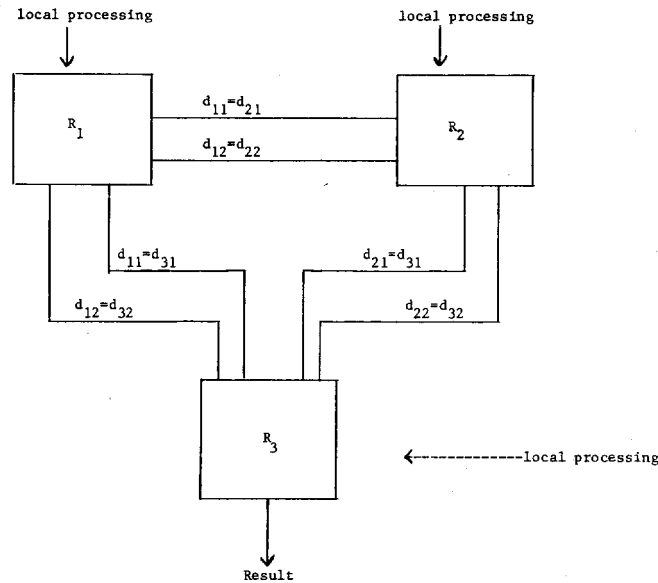 local processing
local processing
R1
R2
d11=d21
d12=d22
d11=d31
d21=d31
d12=d32
d22=d32
R3
local processing
Result